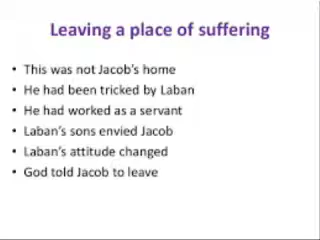 Leaving a place of suffering
• This was not Jacob's home
• He had been tricked by Laban
• He had worked as a servant
• Laban's sons envied Jacob
• Laban's attitude changed
• God told Jacob to leave